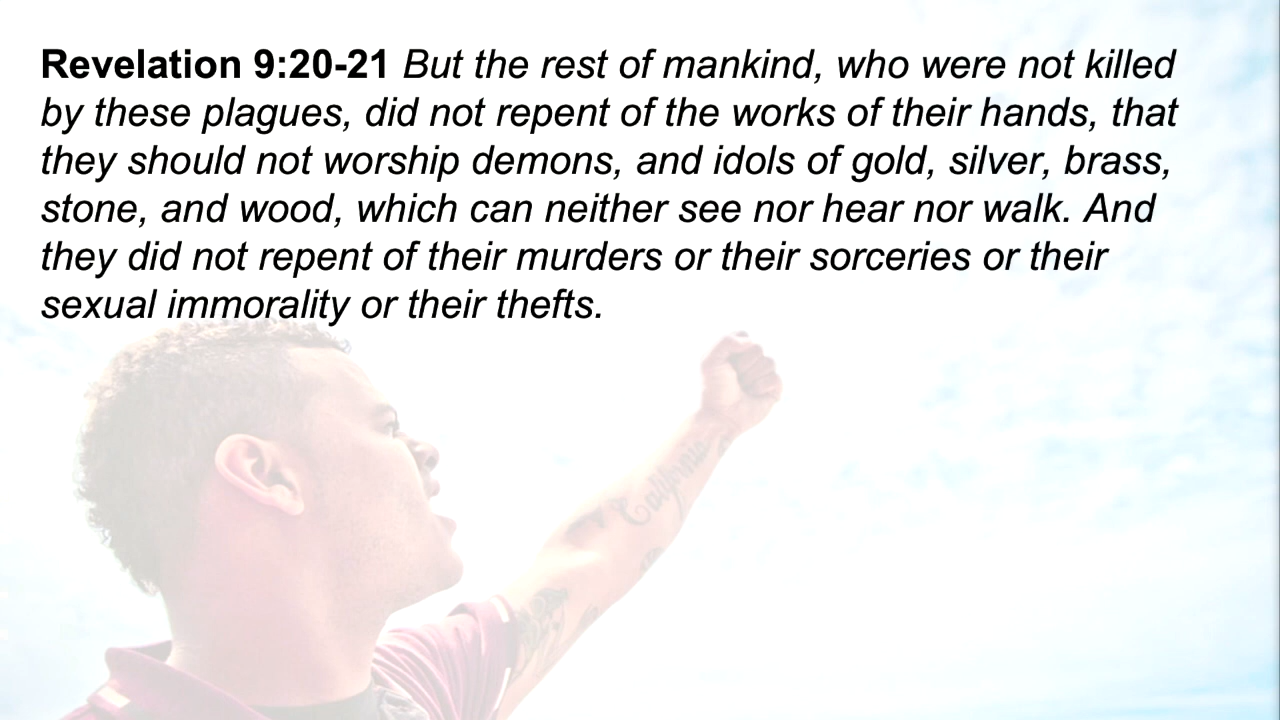 Revelation 9:20-21 But the rest of mankind, who were not killed
by these plagues, did not repent of the works of their hands, that
they should not worship demons, and idols of gold, silver, brass,
stone, and wood, which can neither see nor hear nor walk. And
they did not repent of their murders or their sorceries or their
sexual immorality or their thefts.
California